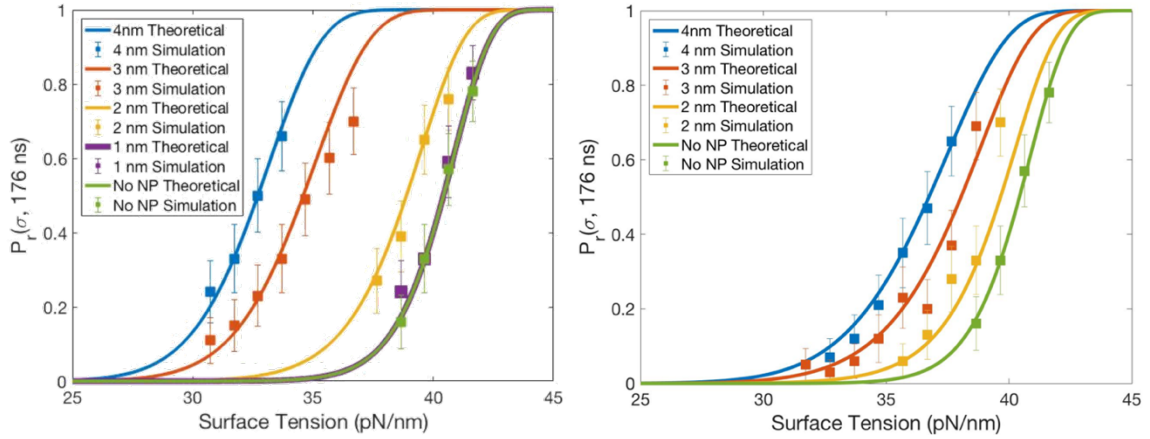 4nm Theoretical
4 nm Simulation
3 nm Theoretical
3 nm Simulation
2 nm Theoretical
2 nm Simulation
1 nm Theoretical
1 nm Simulation
No NP Theoretical
No NP Simulation
1
0.8
0.6
0.4
0.2
0
25
30
35
40
45
Surface Tension (pN/nm)
P_r(σ, 176 ns)
4nm Theoretical
4 nm Simulation
3 nm Theoretical
3 nm Simulation
2 nm Theoretical
2 nm Simulation
No NP Theoretical
No NP Simulation
1
0.8
0.6
0.4
0.2
0
25
30
35
40
45
Surface Tension (pN/nm)
P_r(σ, 176 ns)